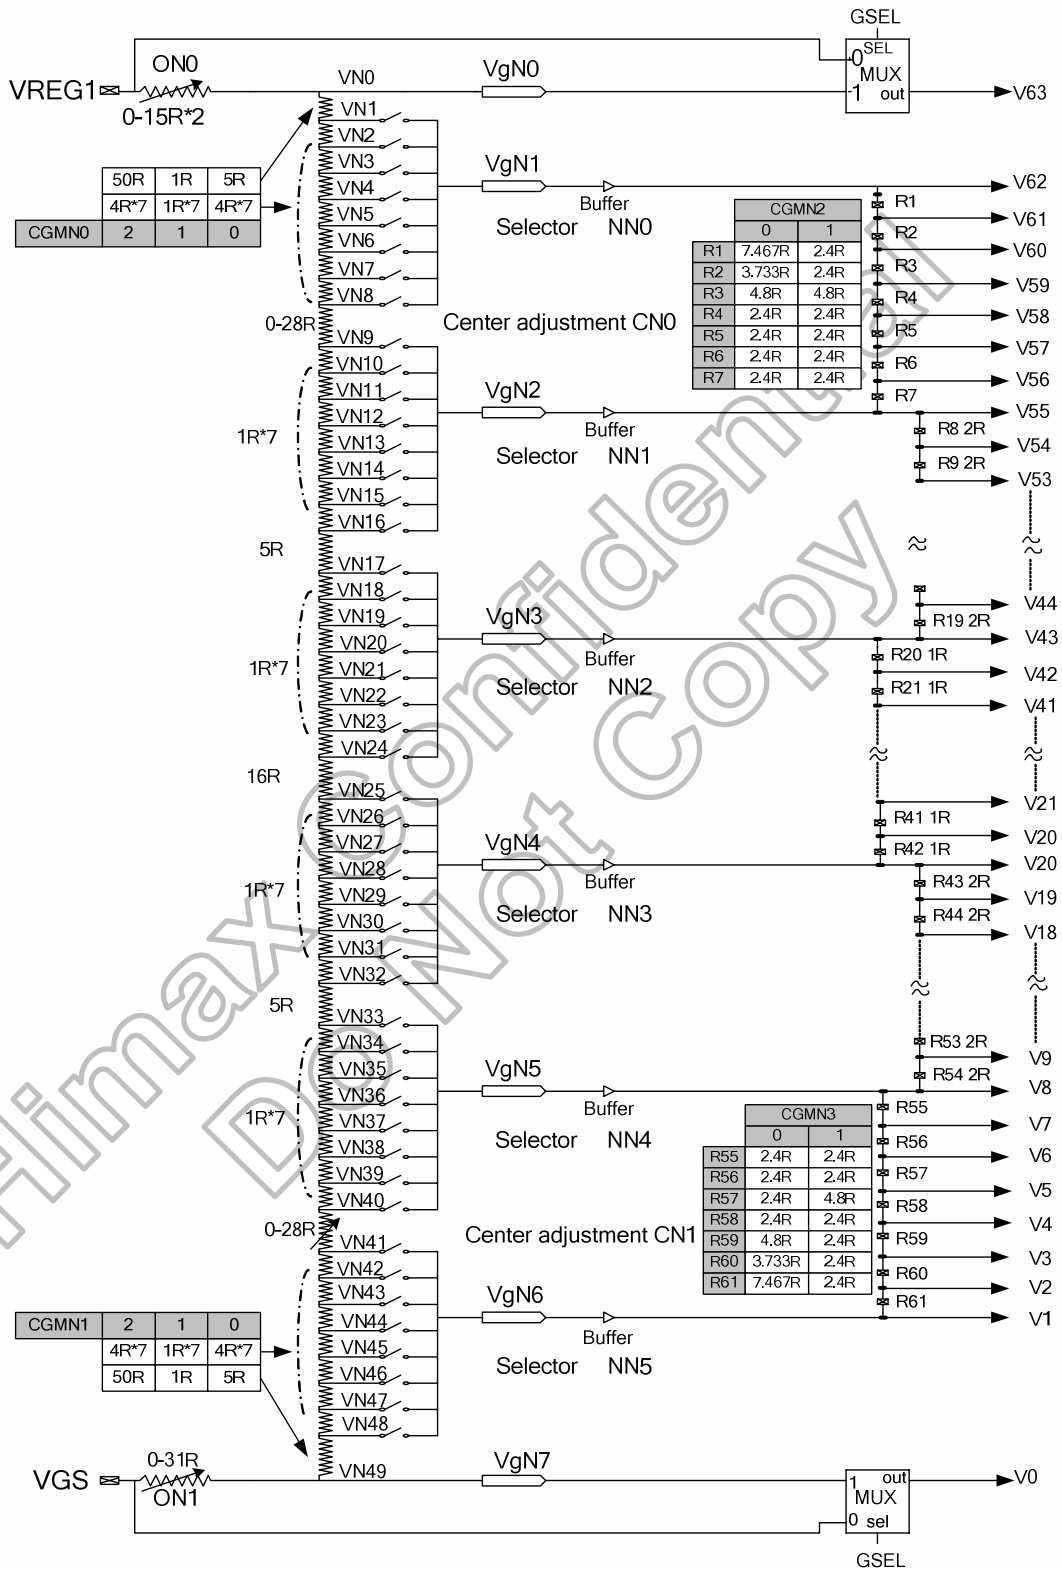 GSEL
SEL
0
MUX
1 out
ON0
VREG1
0-15R*2
VN0
VgN0
V63
VN1
VN2
VN3
VN4
VN5
VN6
VN7
VN8
50R 1R 5R
4R*7 1R*7 4R*7
CGMN0 2 1 0
VgN1
Buffer
Selector NN0
V62
R1
V61
R2
V60
R3
V59
R4
V58
R5
V57
R6
V56
R7
V55
CGMN2
0 1
R1 7.467R 2.4R
R2 3.733R 2.4R
R3 4.8R 4.8R
R4 2.4R 2.4R
R5 2.4R 2.4R
R6 2.4R 2.4R
R7 2.4R 2.4R
0-28R
Center adjustment CN0
VN9
VN10
VN11
VN12
VN13
VN14
VN15
VN16
1R*7
VgN2
Buffer
Selector NN1
R8 2R
V54
R9 2R
V53
5R
VN17
VN18
VN19
VN20
VN21
VN22
VN23
VN24
1R*7
VgN3
Buffer
Selector NN2
V44
R19 2R
V43
R20 1R
V42
R21 1R
V41
16R
VN25
VN26
VN27
VN28
VN29
VN30
VN31
VN32
1R*7
VgN4
Buffer
Selector NN3
V21
R41 1R
V20
R42 1R
V20
R43 2R
V19
R44 2R
V18
5R
VN33
VN34
VN35
VN36
VN37
VN38
VN39
VN40
1R*7
VgN5
Buffer
Selector NN4
R53 2R
V9
R54 2R
V8
R55
V7
R56
V6
R57
V5
R58
V4
R59
V3
R60
V2
R61
V1
CGMN3
0 1
R55 2.4R 2.4R
R56 2.4R 2.4R
R57 2.4R 4.8R
R58 2.4R 2.4R
R59 4.8R 2.4R
R60 3.733R 2.4R
R61 7.467R 2.4R
0-28R
Center adjustment CN1
VN41
VN42
VN43
VN44
VN45
VN46
VN47
VN48
VgN6
Buffer
Selector NN5
CGMN1 2 1 0
4R*7 1R*7 4R*7
50R 1R 5R
0-31R
VGS
ON1
VN49
VgN7
1 out
MUX
0 sel
GSEL
V0
Himax Confidential
Do Not Copy